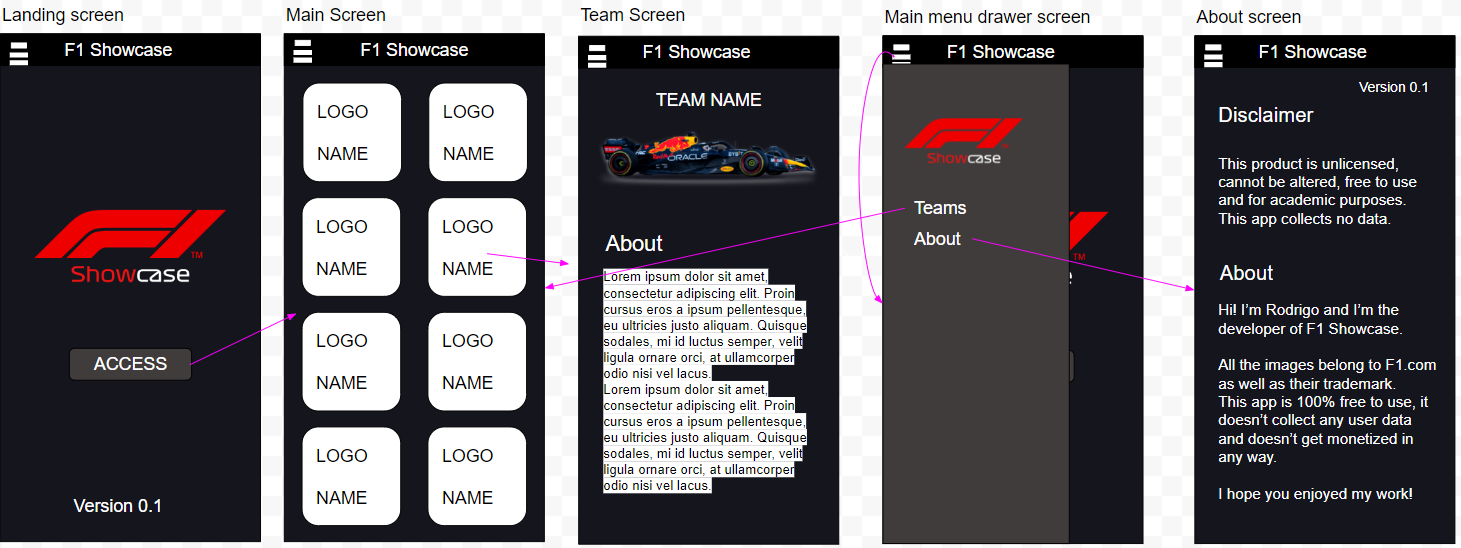 Landing screen
F1 Showcase
TM
Showcase
ACCESS
Version 0.1
Main Screen
F1 Showcase
LOGO
NAME
LOGO
NAME
LOGO
NAME
LOGO
NAME
LOGO
NAME
LOGO
NAME
LOGO
NAME
LOGO
NAME
Team Screen
F1 Showcase
TEAM NAME
ORACLE
About
Lorem ipsum dolor sit amet,
consectetur adipiscing elit. Proin
cursus eros a ipsum pellentesque,
eu ultricies justo aliquam. Quisque
sodales, mi id luctus semper, velit
ligula ornare orci, at ullamcorper
odio nisi vel lacus.
Lorem ipsum dolor sit amet,
consectetur adipiscing elit. Proin
cursus eros a ipsum pellentesque,
eu ultricies justo aliquam. Quisque
sodales, mi id luctus semper, velit
ligula ornare orci, at ullamcorper
odio nisi vel lacus.
Main menu drawer screen
F1 Showcase
Showcase
Teams
About
TM
About screen
F1 Showcase
Version 0.1
Disclaimer
This product is unlicensed,
cannot be altered, free to use
and for academic purposes.
This app collects no data.
About
Hi! I’m Rodrigo and I’m the
developer of F1 Showcase.
All the images belong to F1.com
as well as their trademark.
This app is 100% free to use, it
doesn’t collect any user data
and doesn’t get monetized in
any way.
I hope you enjoyed my work!